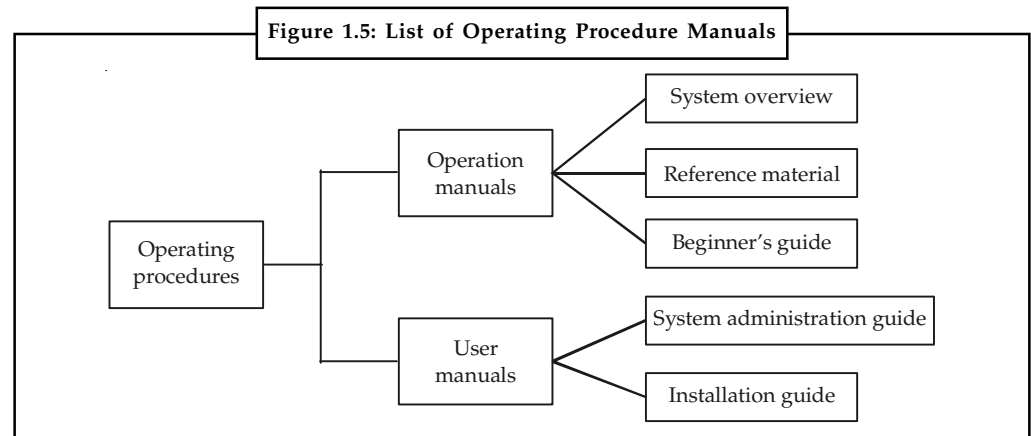 Figure 1.5: List of Operating Procedure Manuals
System overview
Operation
manuals
Reference material
Beginner’s guide
Operating
procedures
System administration guide
User
manuals
Installation guide